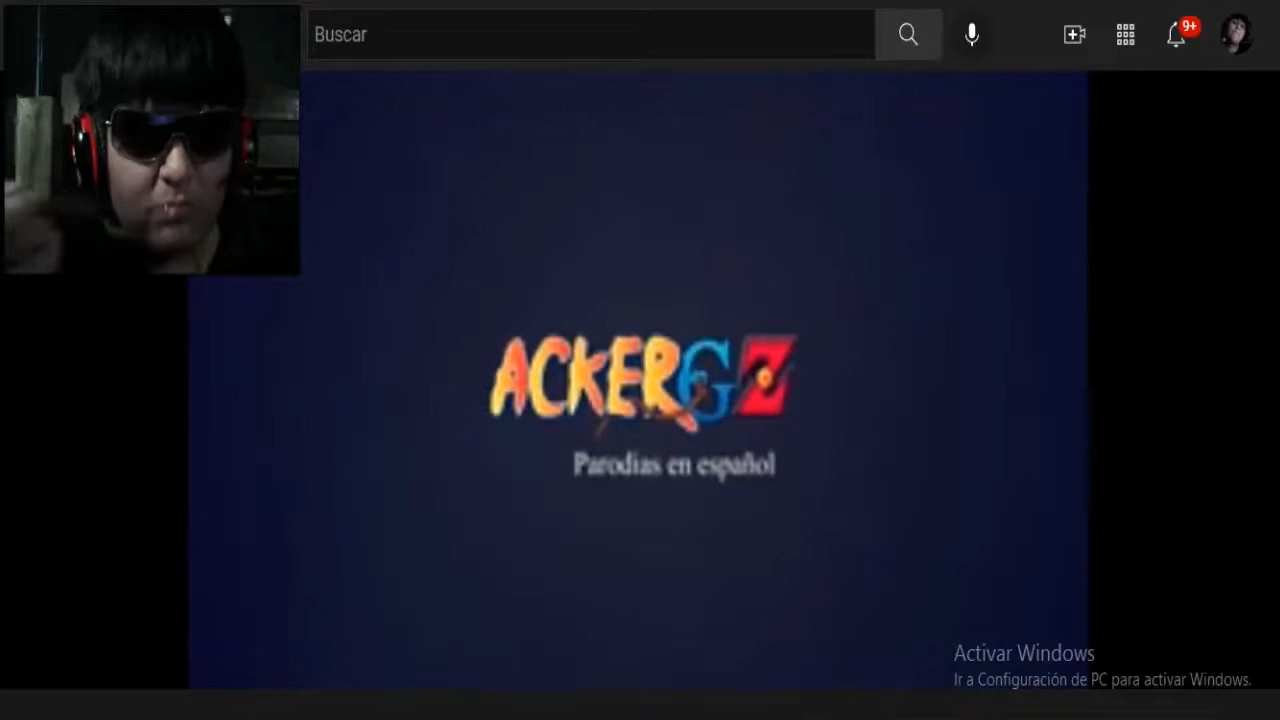 Buscar
9+
ACKERGZ
Parodias en español
Activar Windows
Ir a Configuración de PC para activar Windows.